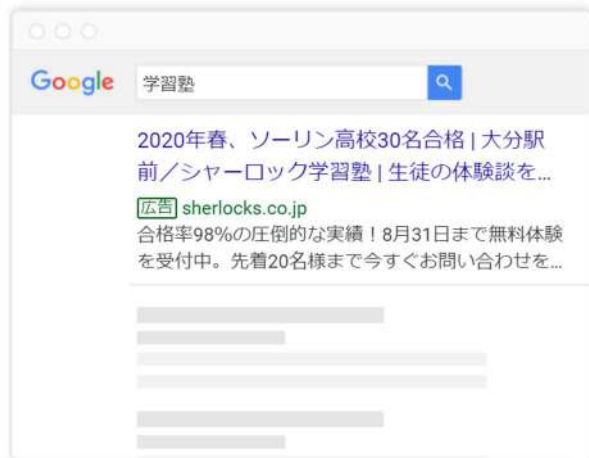 Google
学習塾
2020年春、ソーリン高校30名合格 | 大分駅
前／シャーロック学習塾 | 生徒の体験談を...
広告 sherlocks.co.jp
合格率98%の圧倒的な実績！8月31日まで無料体験
を受付中。先着20名様まで今すぐお問い合わせを...